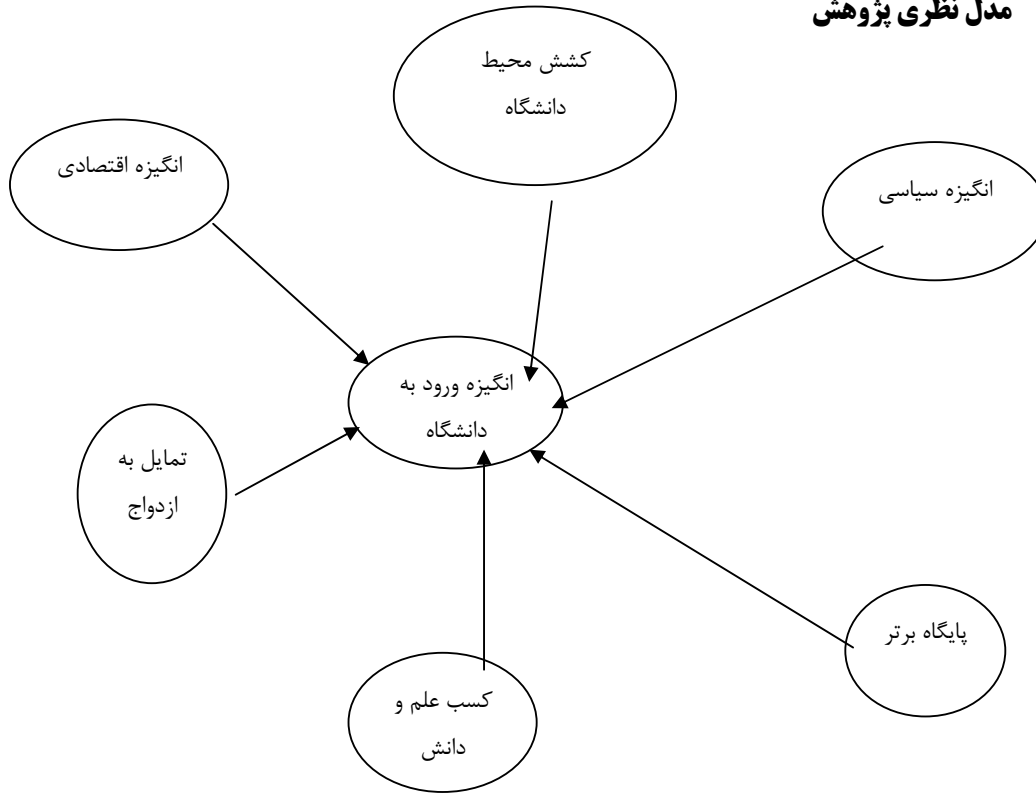 مدل نظری پژوهش
کشش محیط
دانشگاه
انگیزه سیاسی
انگیزه اقتصادی
انگیزه ورود به
دانشگاه
تمایل به
ازدواج
پایگاه برتر
کسب علم و
دانش